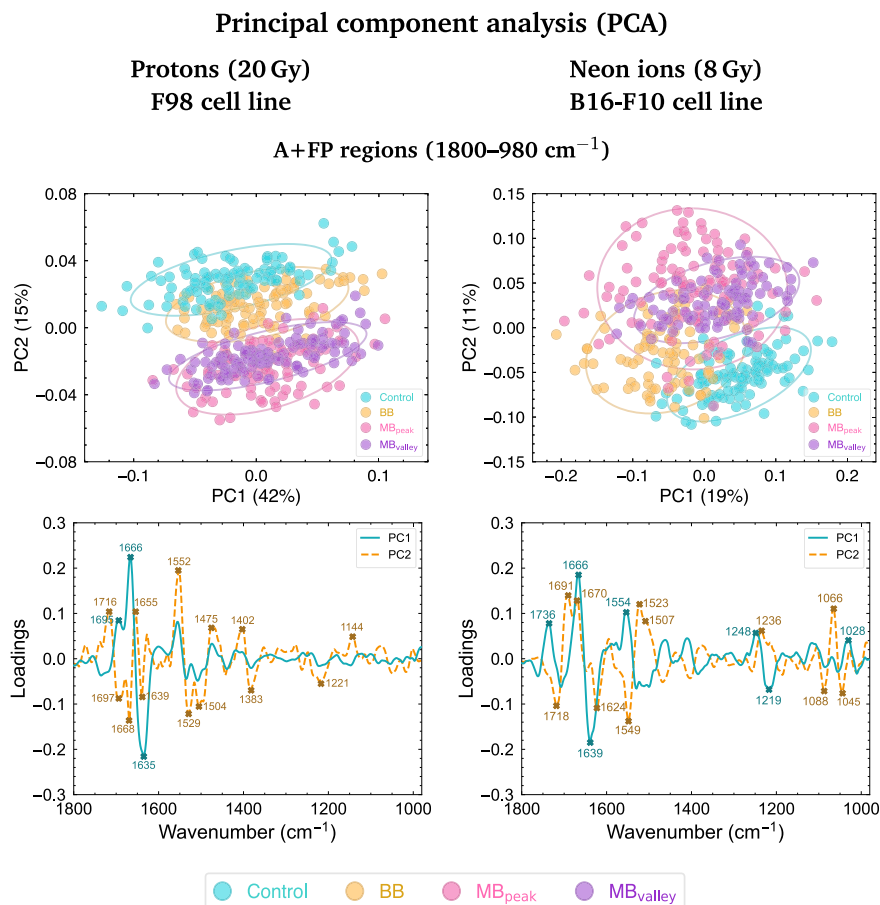 Principal component analysis (PCA)
Protons (20 Gy)
F98 cell line
Neon ions (8 Gy)
B16-F10 cell line
A+FP regions (1800–980 cm⁻¹)
0.08
0.04
0.00
−0.04
−0.08
PC2 (15%)
−0.1
0.0
0.1
PC1 (42%)
Control
BB
MBpeak
MBvalley
0.15
0.10
0.05
0.00
−0.05
−0.10
−0.15
PC2 (11%)
−0.2
−0.1
0.0
0.1
0.2
PC1 (19%)
Control
BB
MBpeak
MBvalley
0.3
0.2
0.1
0.0
−0.1
−0.2
−0.3
Loadings
1666
1552
1716
1695
1655
1475
1402
1144
1697
1668
1639
1529
1504
1383
1221
1635
PC1
PC2
1800
1600
1400
1200
1000
Wavenumber (cm⁻¹)
0.3
0.2
0.1
0.0
−0.1
−0.2
−0.3
Loadings
1666
1691
1670
1736
1554
1523
1507
1248
1236
1066
1028
1718
1624
1549
1639
1219
1088
1045
PC1
PC2
1800
1600
1400
1200
1000
Wavenumber (cm⁻¹)
Control
BB
MBpeak
MBvalley